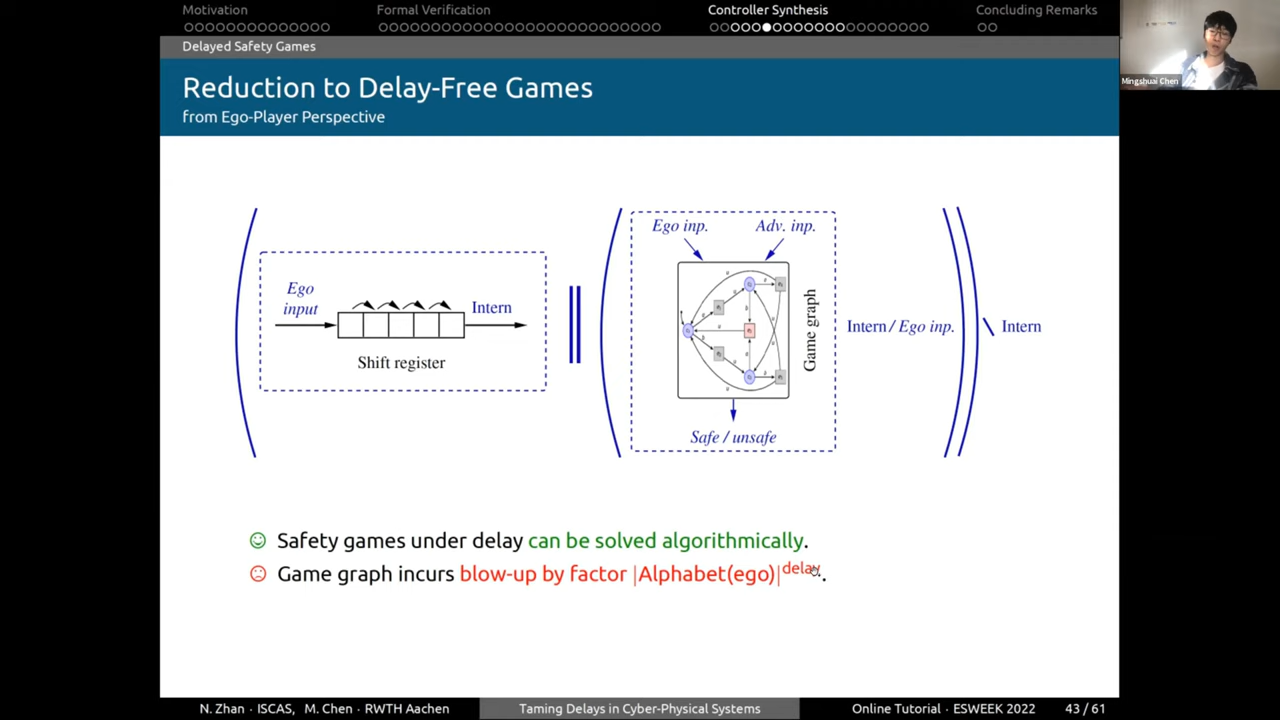 Motivation
Formal Verification
Controller Synthesis
Concluding Remarks
Delayed Safety Games
Reduction to Delay-Free Games
from Ego-Player Perspective
Mingshuai Chen
Ego
input
Shift register
Intern
Ego inp.
Adv. inp.
Game graph
Safe / unsafe
Intern / Ego inp.
\ Intern
Safety games under delay can be solved algorithmically.
Game graph incurs blow-up by factor |Alphabet(ego)|^delay.
N. Zhan · ISCAS, M. Chen · RWTH Aachen
Taming Delays in Cyber-Physical Systems
Online Tutorial · ESWEEK 2022
43 / 61